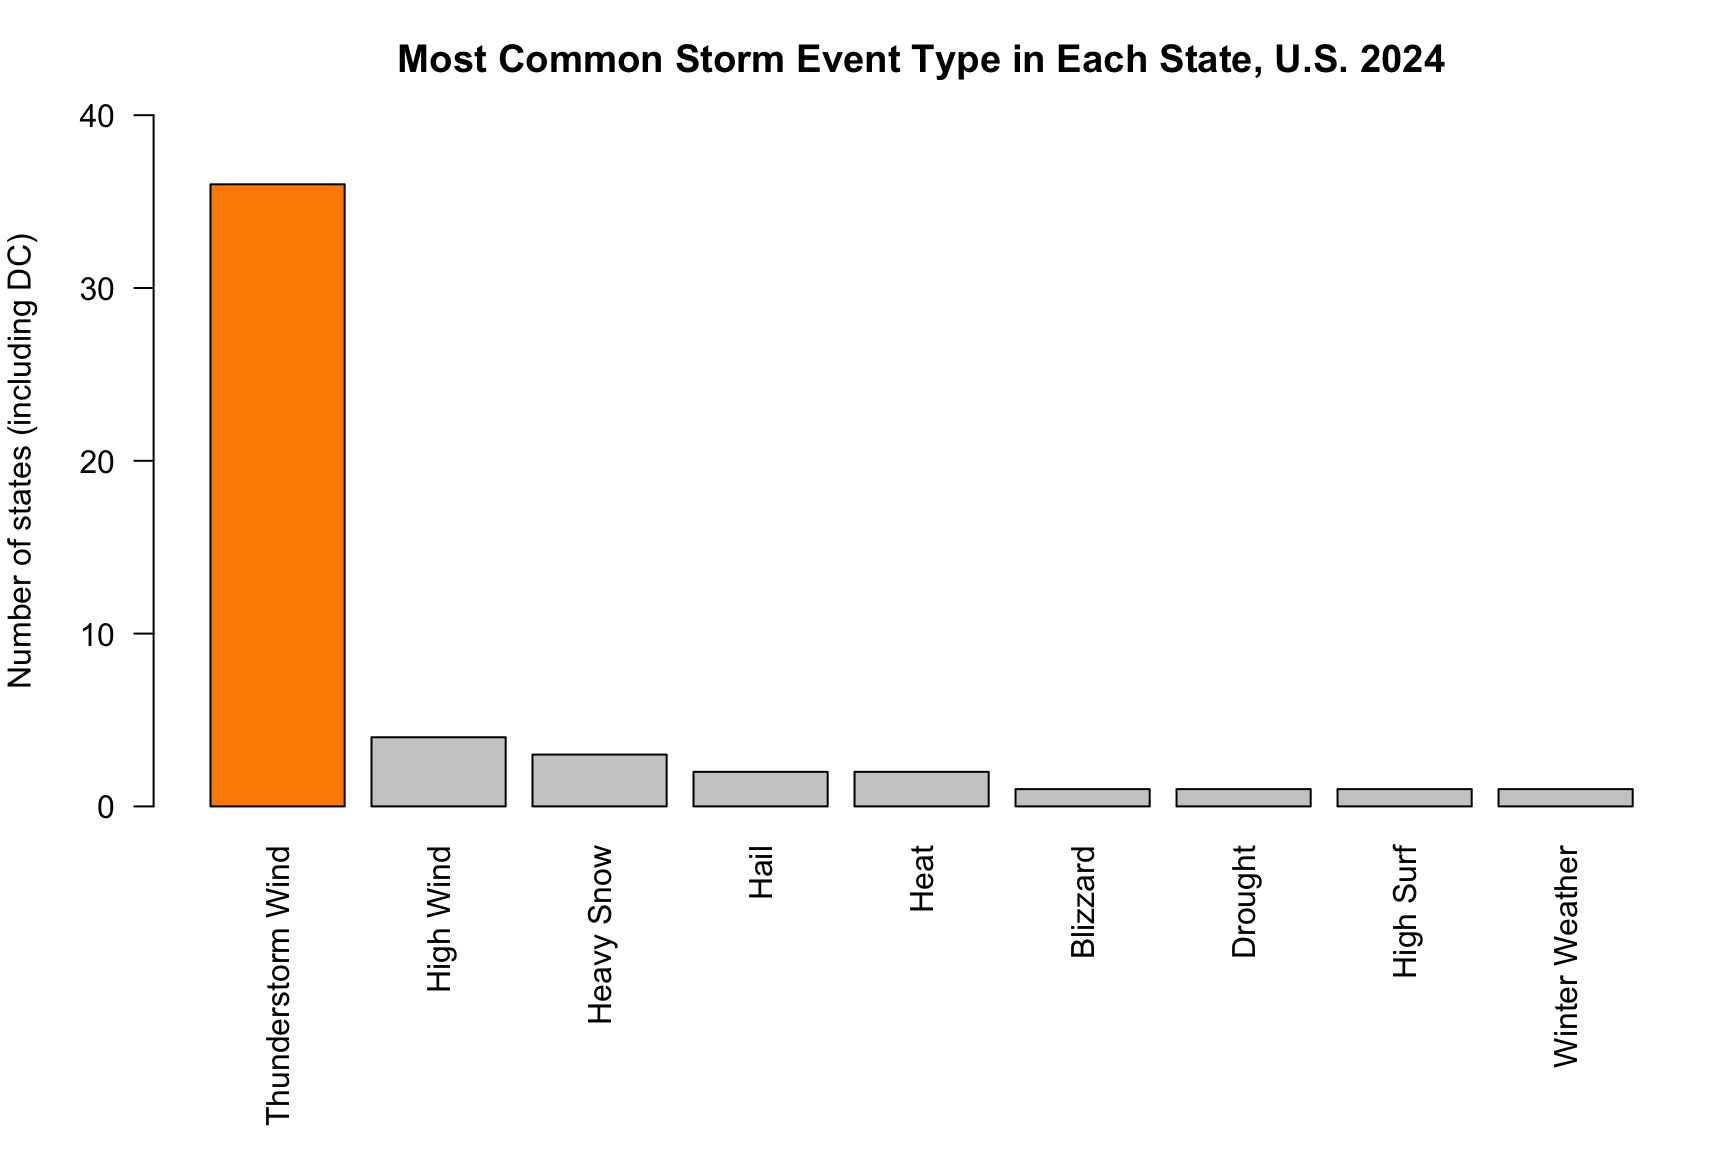 Most Common Storm Event Type in Each State, U.S. 2024
Number of states (including DC)
40
30
20
10
0
Thunderstorm Wind
High Wind
Heavy Snow
Hail
Heat
Blizzard
Drought
High Surf
Winter Weather